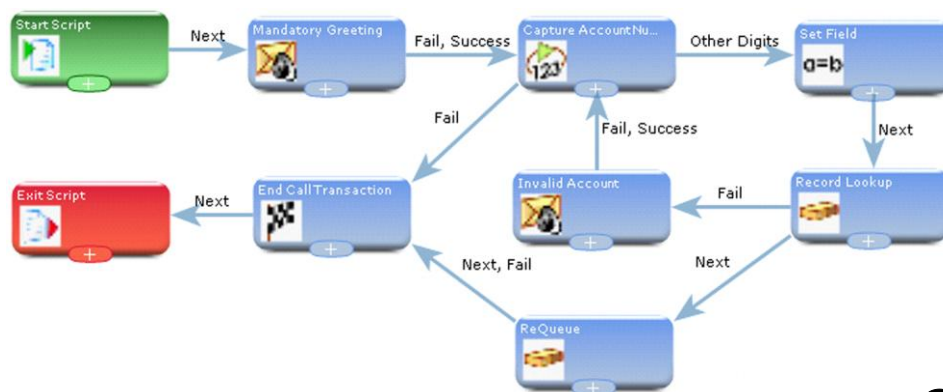 Start Script
Next
Mandatory Greeting
Fail, Success
Capture AccountNu...
123
Other Digits
Set Field
a=b
Fail
Fail, Success
Next
Exit Script
Next
End CallTransaction
Invalid Account
Fail
Record Lookup
Next, Fail
Next
ReQueue